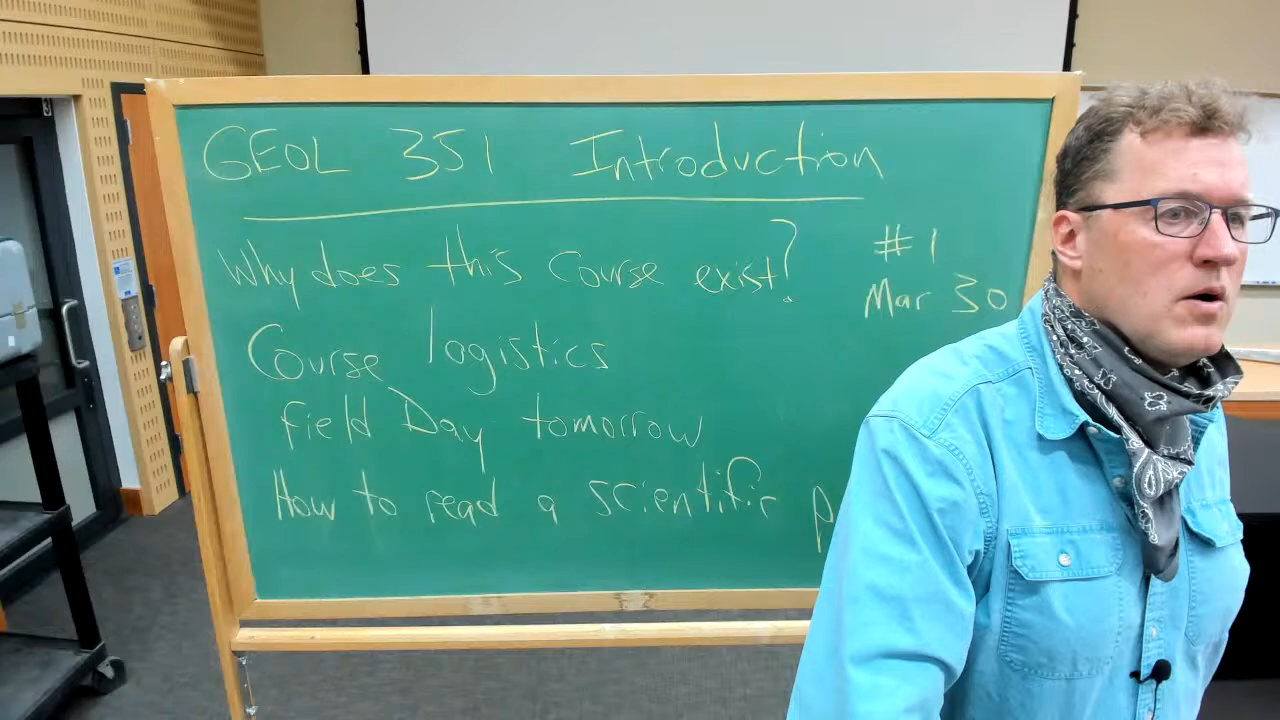 GEOL 351 Introduction
Why does this Course exist?
#1
Mar 30
Course logistics
field Day tomorrow
How to read a scientific p